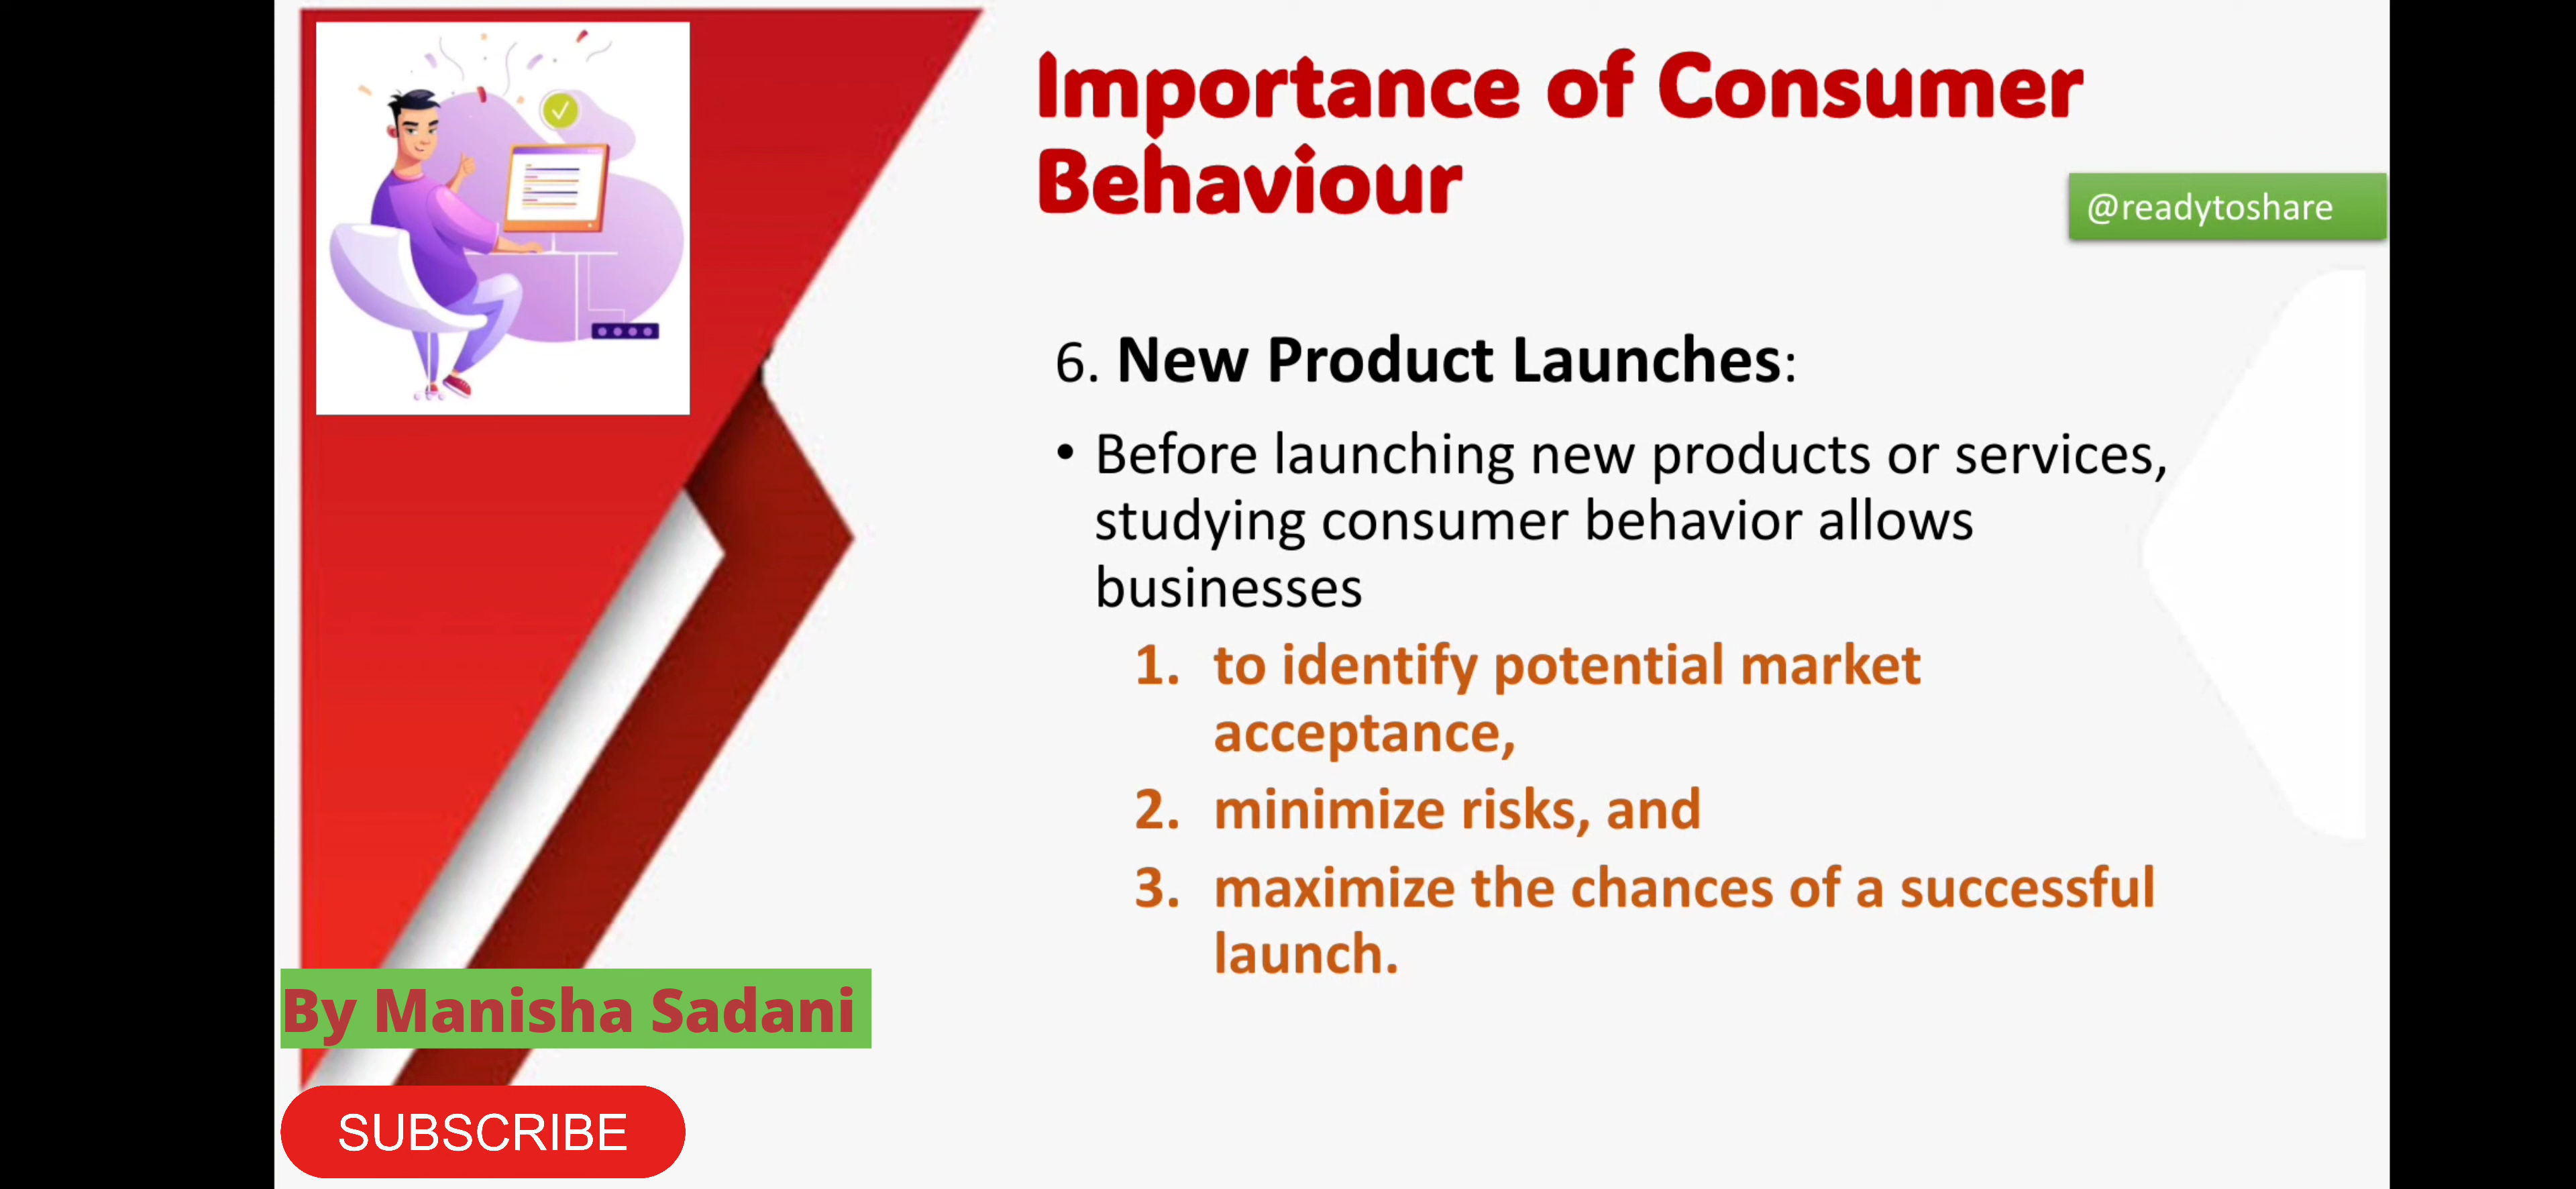 Importance of Consumer
Behaviour
@readytoshare
6. New Product Launches:
• Before launching new products or services,
studying consumer behavior allows
businesses
1. to identify potential market
acceptance,
2. minimize risks, and
3. maximize the chances of a successful
launch.
By Manisha Sadani
SUBSCRIBE